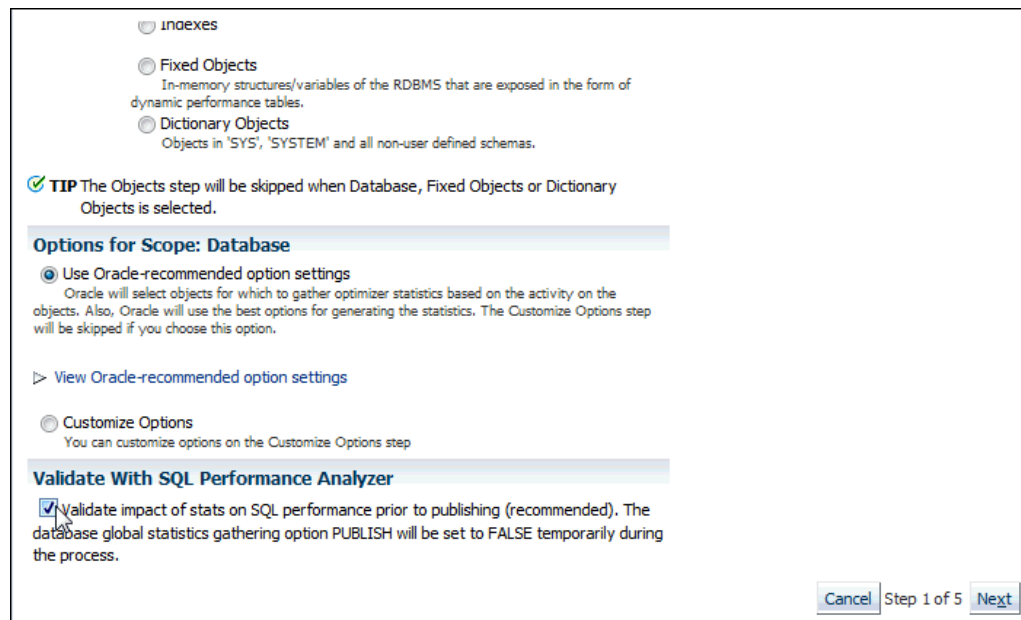 Indexes
Fixed Objects
In-memory structures/variables of the RDBMS that are exposed in the form of
dynamic performance tables.
Dictionary Objects
Objects in 'SYS', 'SYSTEM' and all non-user defined schemas.
TIP The Objects step will be skipped when Database, Fixed Objects or Dictionary
Objects is selected.
Options for Scope: Database
Use Oracle-recommended option settings
Oracle will select objects for which to gather optimizer statistics based on the activity on the
objects. Also, Oracle will use the best options for generating the statistics. The Customize Options step
will be skipped if you choose this option.
View Oracle-recommended option settings
Customize Options
You can customize options on the Customize Options step
Validate With SQL Performance Analyzer
Validate impact of stats on SQL performance prior to publishing (recommended). The
database global statistics gathering option PUBLISH will be set to FALSE temporarily during
the process.
Cancel Step 1 of 5 Next